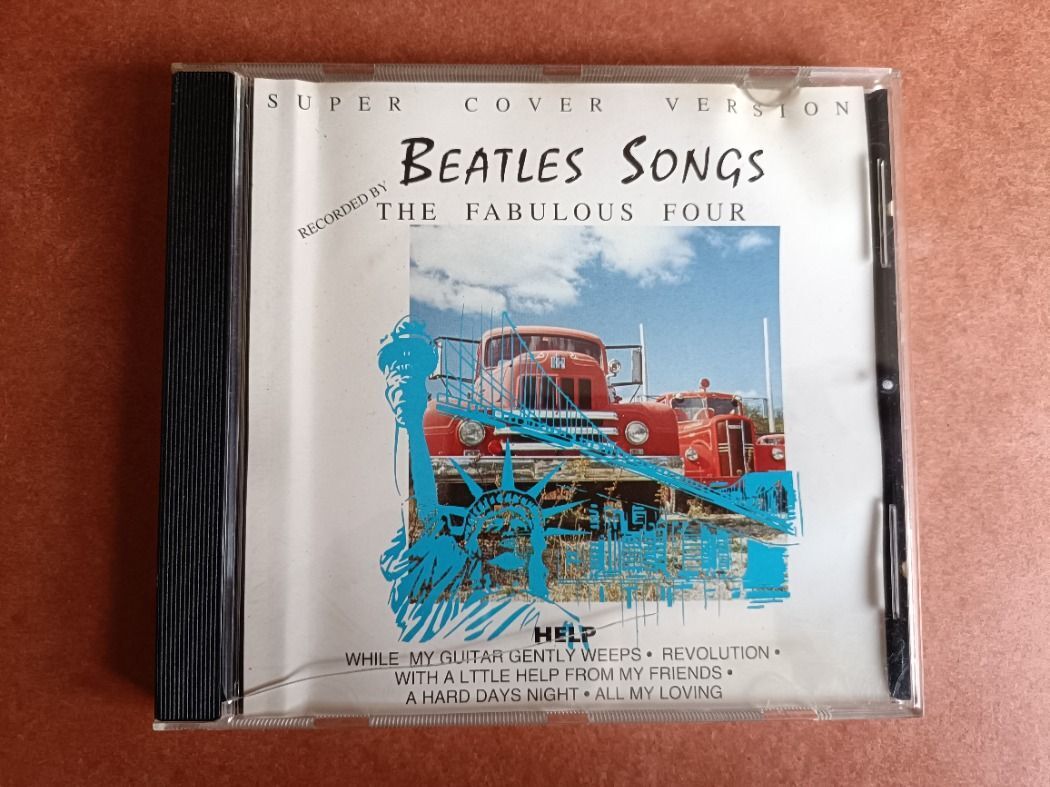 SUPER COVER VERSION
BEATLES SONGS
RECORDED BY
THE FABULOUS FOUR
HELP
WHILE MY GUITAR GENTLY WEEPS • REVOLUTION •
WITH A LTTLE HELP FROM MY FRIENDS •
A HARD DAYS NIGHT • ALL MY LOVING